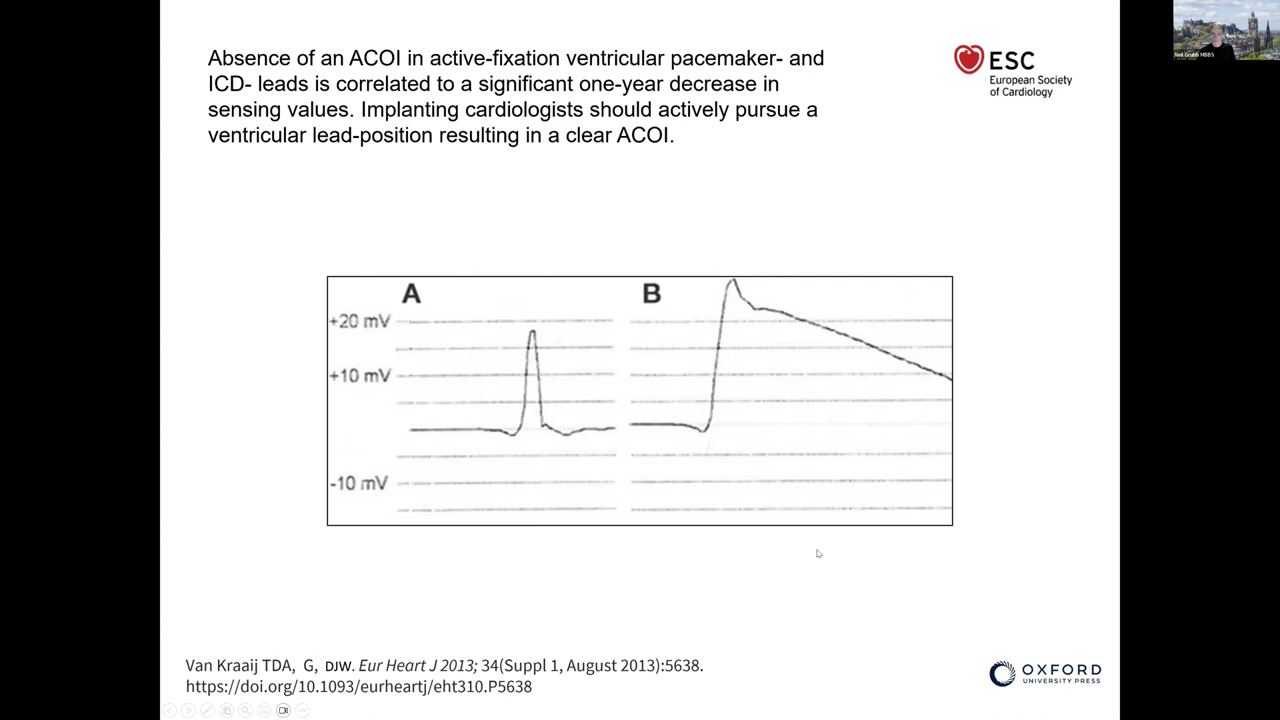 Absence of an ACOI in active-fixation ventricular pacemaker- and
ICD- leads is correlated to a significant one-year decrease in
sensing values. Implanting cardiologists should actively pursue a
ventricular lead-position resulting in a clear ACOI.
ESC
European Society
of Cardiology
Neil Grubb MBBS
A
B
+20 mV
+10 mV
-10 mV
Van Kraaij TDA, G, DJW. Eur Heart J 2013; 34(Suppl 1, August 2013):5638.
https://doi.org/10.1093/eurheartj/eht310.P5638
OXFORD
UNIVERSITY PRESS